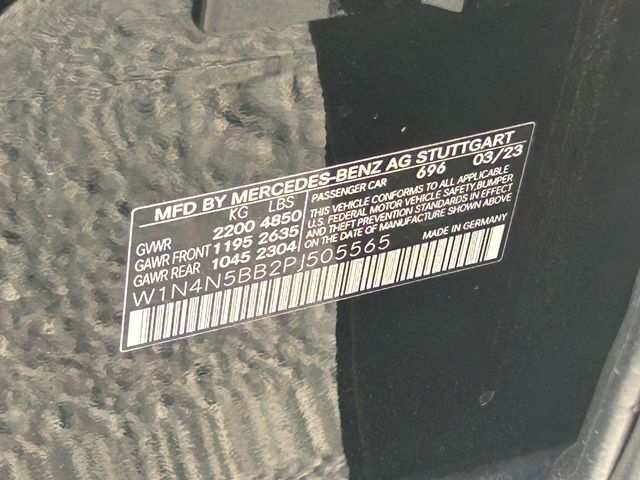 MFD BY MERCEDES-BENZ AG STUTTGART
KG LBS
GVWR 2200 4850
GAWR FRONT 1195 2635
GAWR REAR 1045 2304
PASSENGER CAR 696 03/23
THIS VEHICLE CONFORMS TO ALL APPLICABLE
U.S. FEDERAL MOTOR VEHICLE SAFETY, BUMPER
AND THEFT PREVENTION STANDARDS IN EFFECT
ON THE DATE OF MANUFACTURE SHOWN ABOVE
W1N4N5BB2PJ505565
MADE IN GERMANY